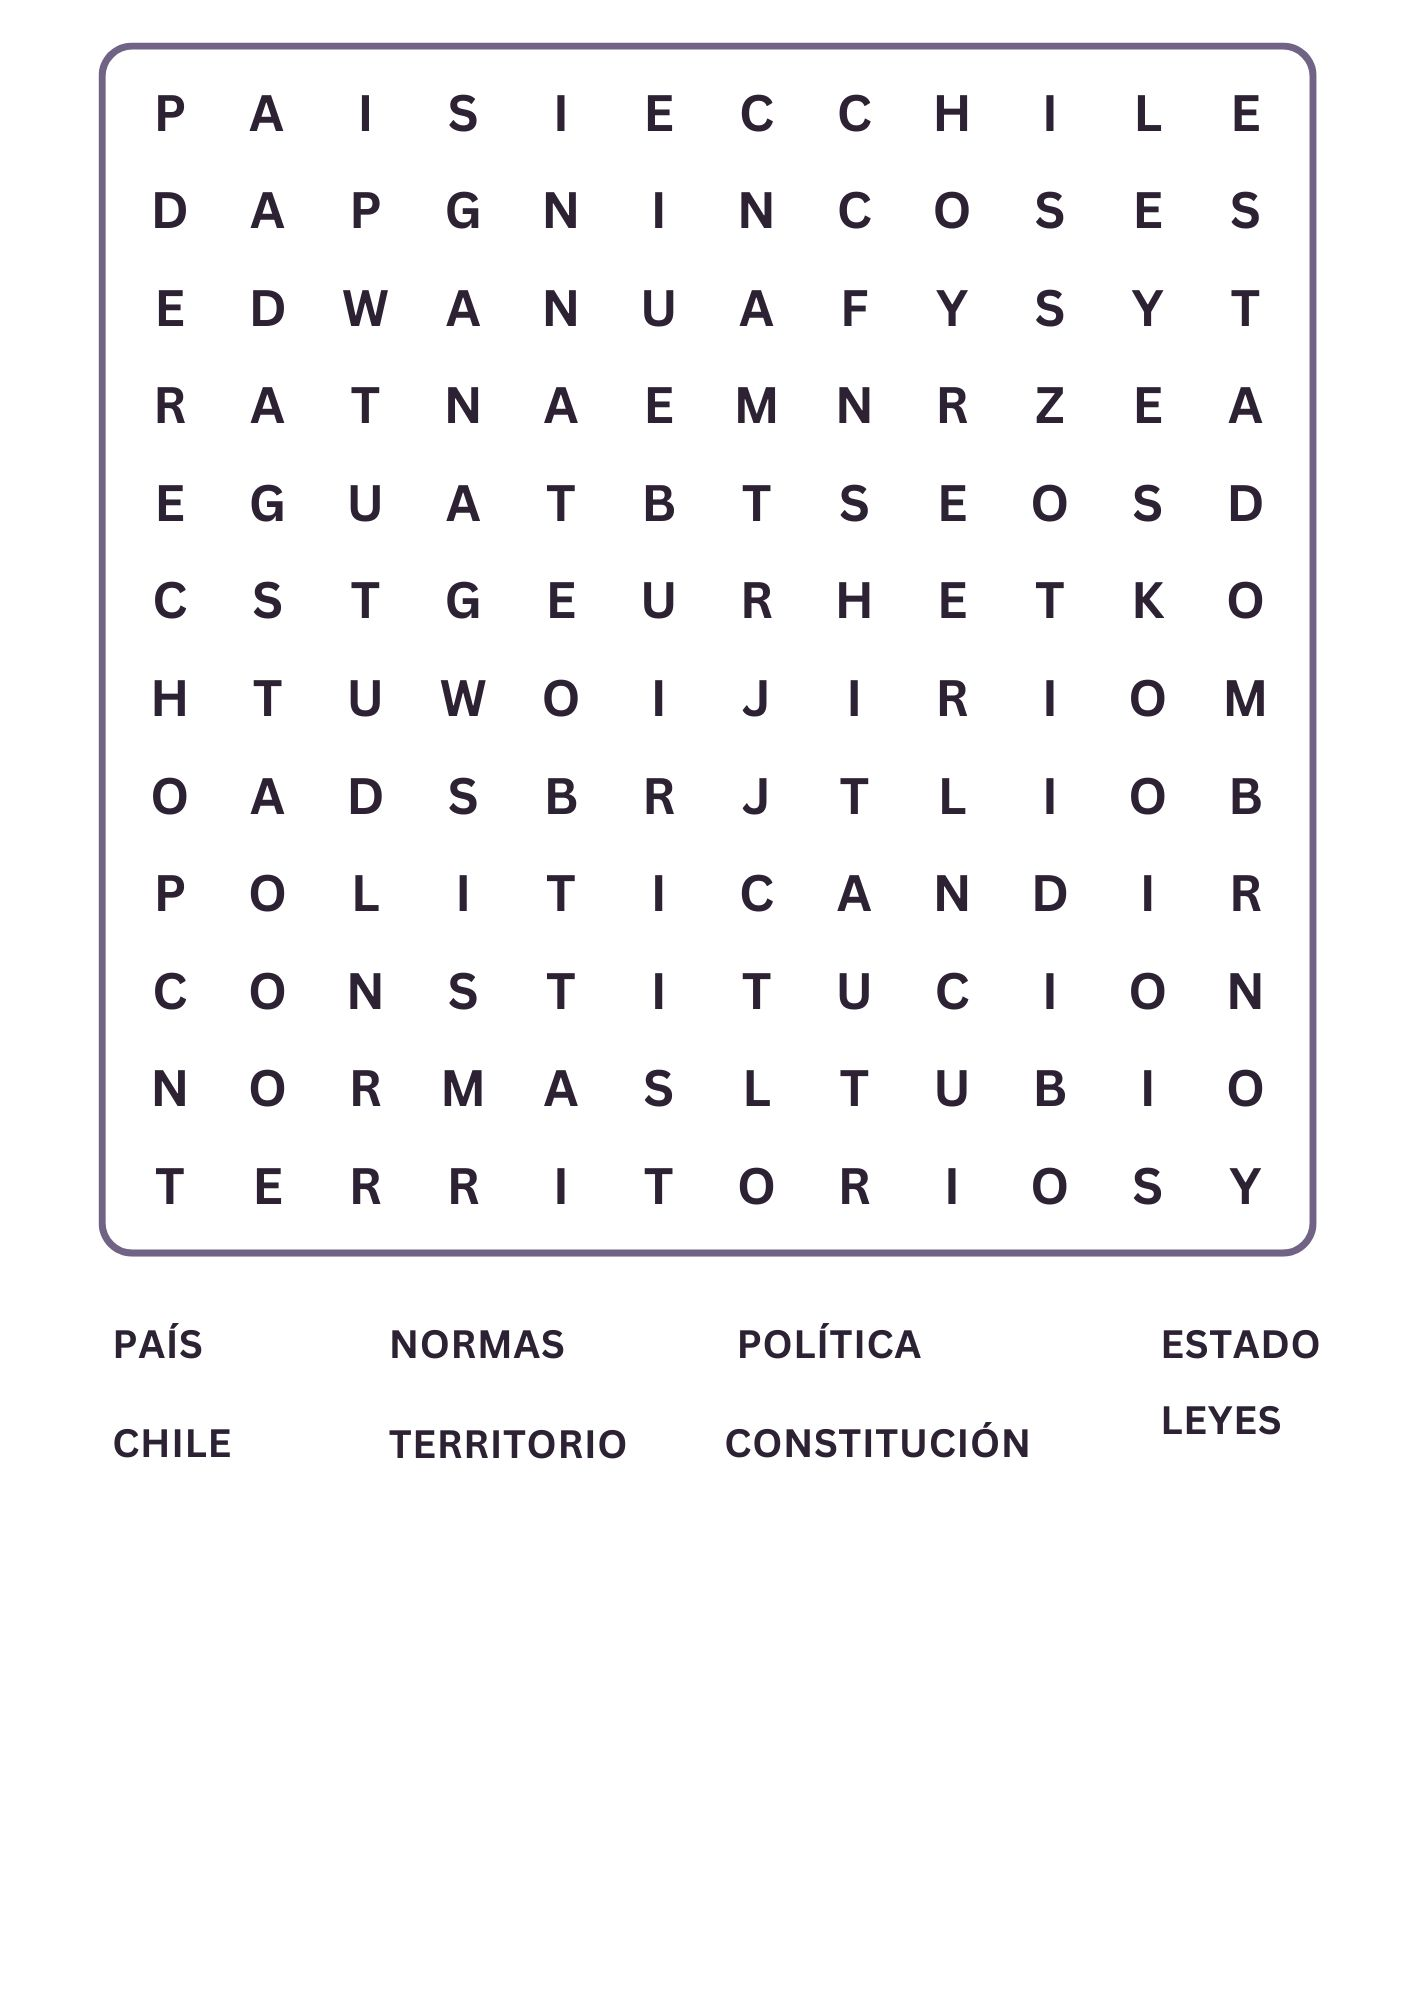 P A I S I E C C H I L E
D A P G N I N C O S E S
E D W A N U A F Y S Y T
R A T N A E M N R Z E A
E G U A T B T S E O S D
C S T G E U R H E T K O
H T U W O I J I R I O M
O A D S B R J T L I O B
P O L I T I C A N D I R
C O N S T I T U C I O N
N O R M A S L T U B I O
T E R R I T O R I O S Y
PAÍS NORMAS POLÍTICA ESTADO
LEYES
CHILE TERRITORIO CONSTITUCIÓN